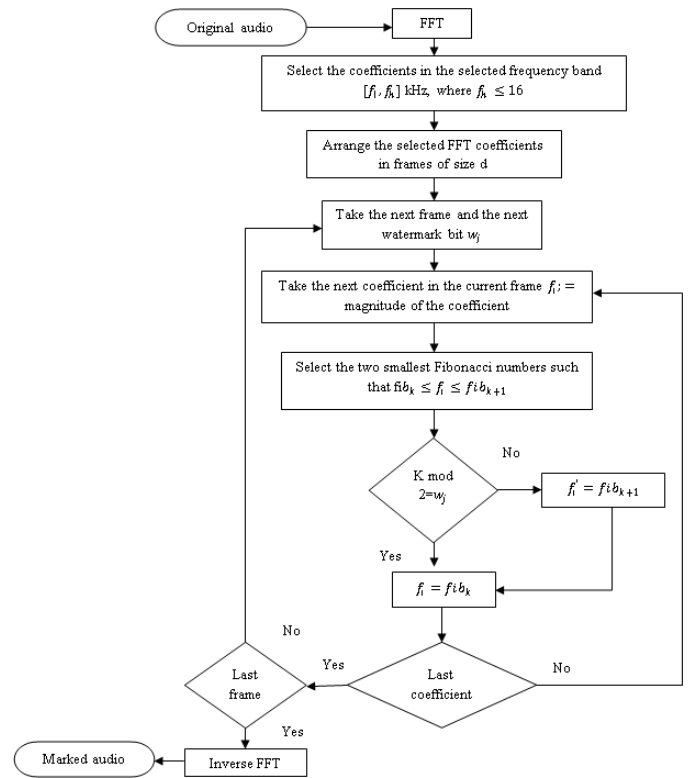 Original audio
FFT
Select the coefficients in the selected frequency band
[fₗ, fₕ] kHz, where fₕ ≤ 16
Arrange the selected FFT coefficients
in frames of size d
Take the next frame and the next
watermark bit wⱼ
Take the next coefficient in the current frame fᵢ; =
magnitude of the coefficient
Select the two smallest Fibonacci numbers such
that fibₖ ≤ fᵢ ≤ fibₖ₊₁
K mod
2=wⱼ
No
fᵢ' = fibₖ₊₁
Yes
fᵢ = fibₖ
Last
coefficient
No
Yes
Last
frame
No
Yes
Inverse FFT
Marked audio